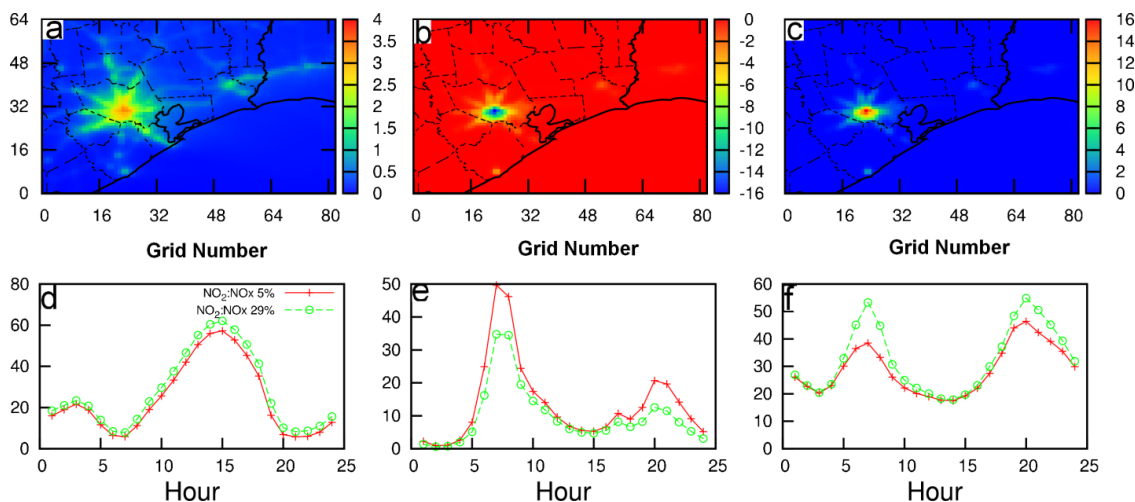 a
64
48
32
16
0
0 16 32 48 64 80
4
3.5
3
2.5
2
1.5
1
0.5
0
Grid Number
b
0 16 32 48 64 80
0
-2
-4
-6
-8
-10
-12
-14
-16
Grid Number
c
0 16 32 48 64 80
16
14
12
10
8
6
4
2
0
Grid Number
d
80
60
40
20
0
NO2:NOx 5%
NO2:NOx 29%
0 5 10 15 20 25
Hour
e
50
40
30
20
10
0
0 5 10 15 20 25
Hour
f
60
50
40
30
20
10
0
0 5 10 15 20 25
Hour